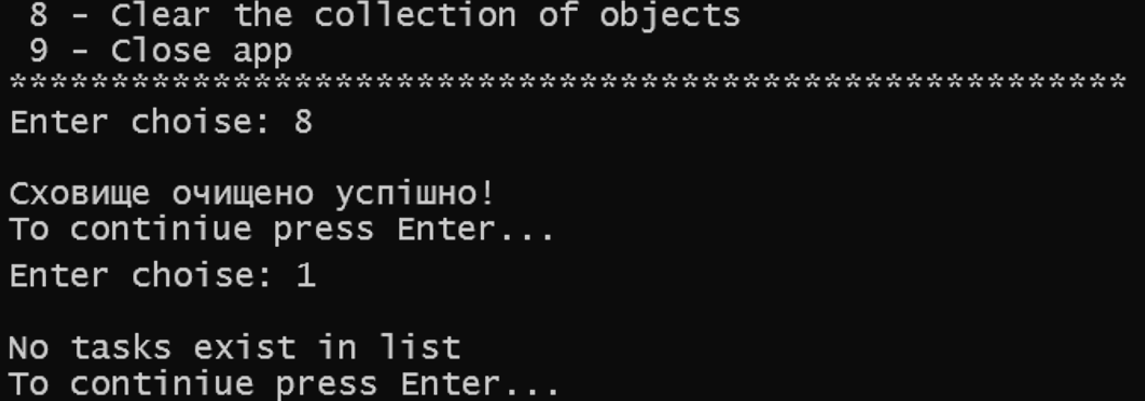 8 - Clear the collection of objects
9 - Close app
*******************************************************
Enter choise: 8
Сховище очищено успішно!
To continiue press Enter...
Enter choise: 1
No tasks exist in list
To continiue press Enter...